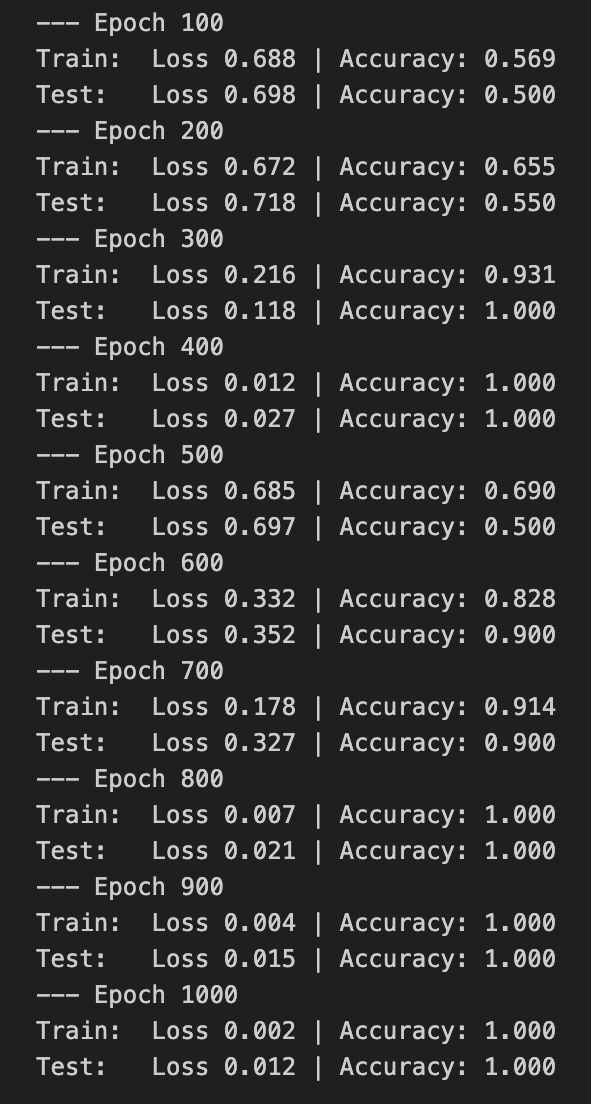 --- Epoch 100
Train:  Loss 0.688 | Accuracy: 0.569
Test:   Loss 0.698 | Accuracy: 0.500
--- Epoch 200
Train:  Loss 0.672 | Accuracy: 0.655
Test:   Loss 0.718 | Accuracy: 0.550
--- Epoch 300
Train:  Loss 0.216 | Accuracy: 0.931
Test:   Loss 0.118 | Accuracy: 1.000
--- Epoch 400
Train:  Loss 0.012 | Accuracy: 1.000
Test:   Loss 0.027 | Accuracy: 1.000
--- Epoch 500
Train:  Loss 0.685 | Accuracy: 0.690
Test:   Loss 0.697 | Accuracy: 0.500
--- Epoch 600
Train:  Loss 0.332 | Accuracy: 0.828
Test:   Loss 0.352 | Accuracy: 0.900
--- Epoch 700
Train:  Loss 0.178 | Accuracy: 0.914
Test:   Loss 0.327 | Accuracy: 0.900
--- Epoch 800
Train:  Loss 0.007 | Accuracy: 1.000
Test:   Loss 0.021 | Accuracy: 1.000
--- Epoch 900
Train:  Loss 0.004 | Accuracy: 1.000
Test:   Loss 0.015 | Accuracy: 1.000
--- Epoch 1000
Train:  Loss 0.002 | Accuracy: 1.000
Test:   Loss 0.012 | Accuracy: 1.000